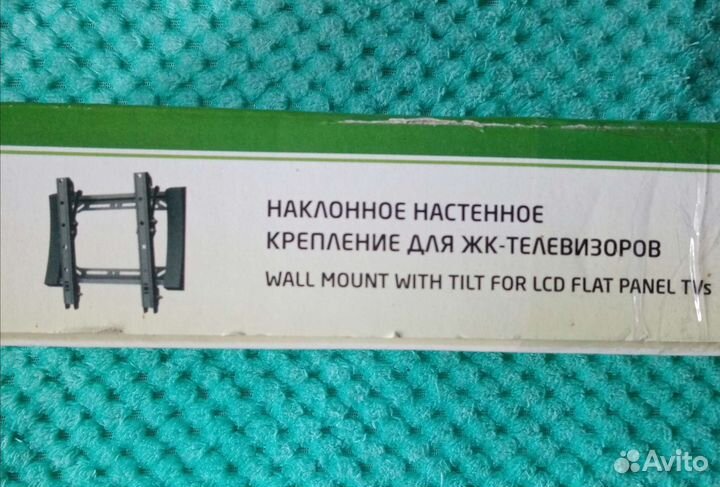 НАКЛОННОЕ НАСТЕННОЕ
КРЕПЛЕНИЕ ДЛЯ ЖК-ТЕЛЕВИЗОРОВ
WALL MOUNT WITH TILT FOR LCD FLAT PANEL TVs
Avito